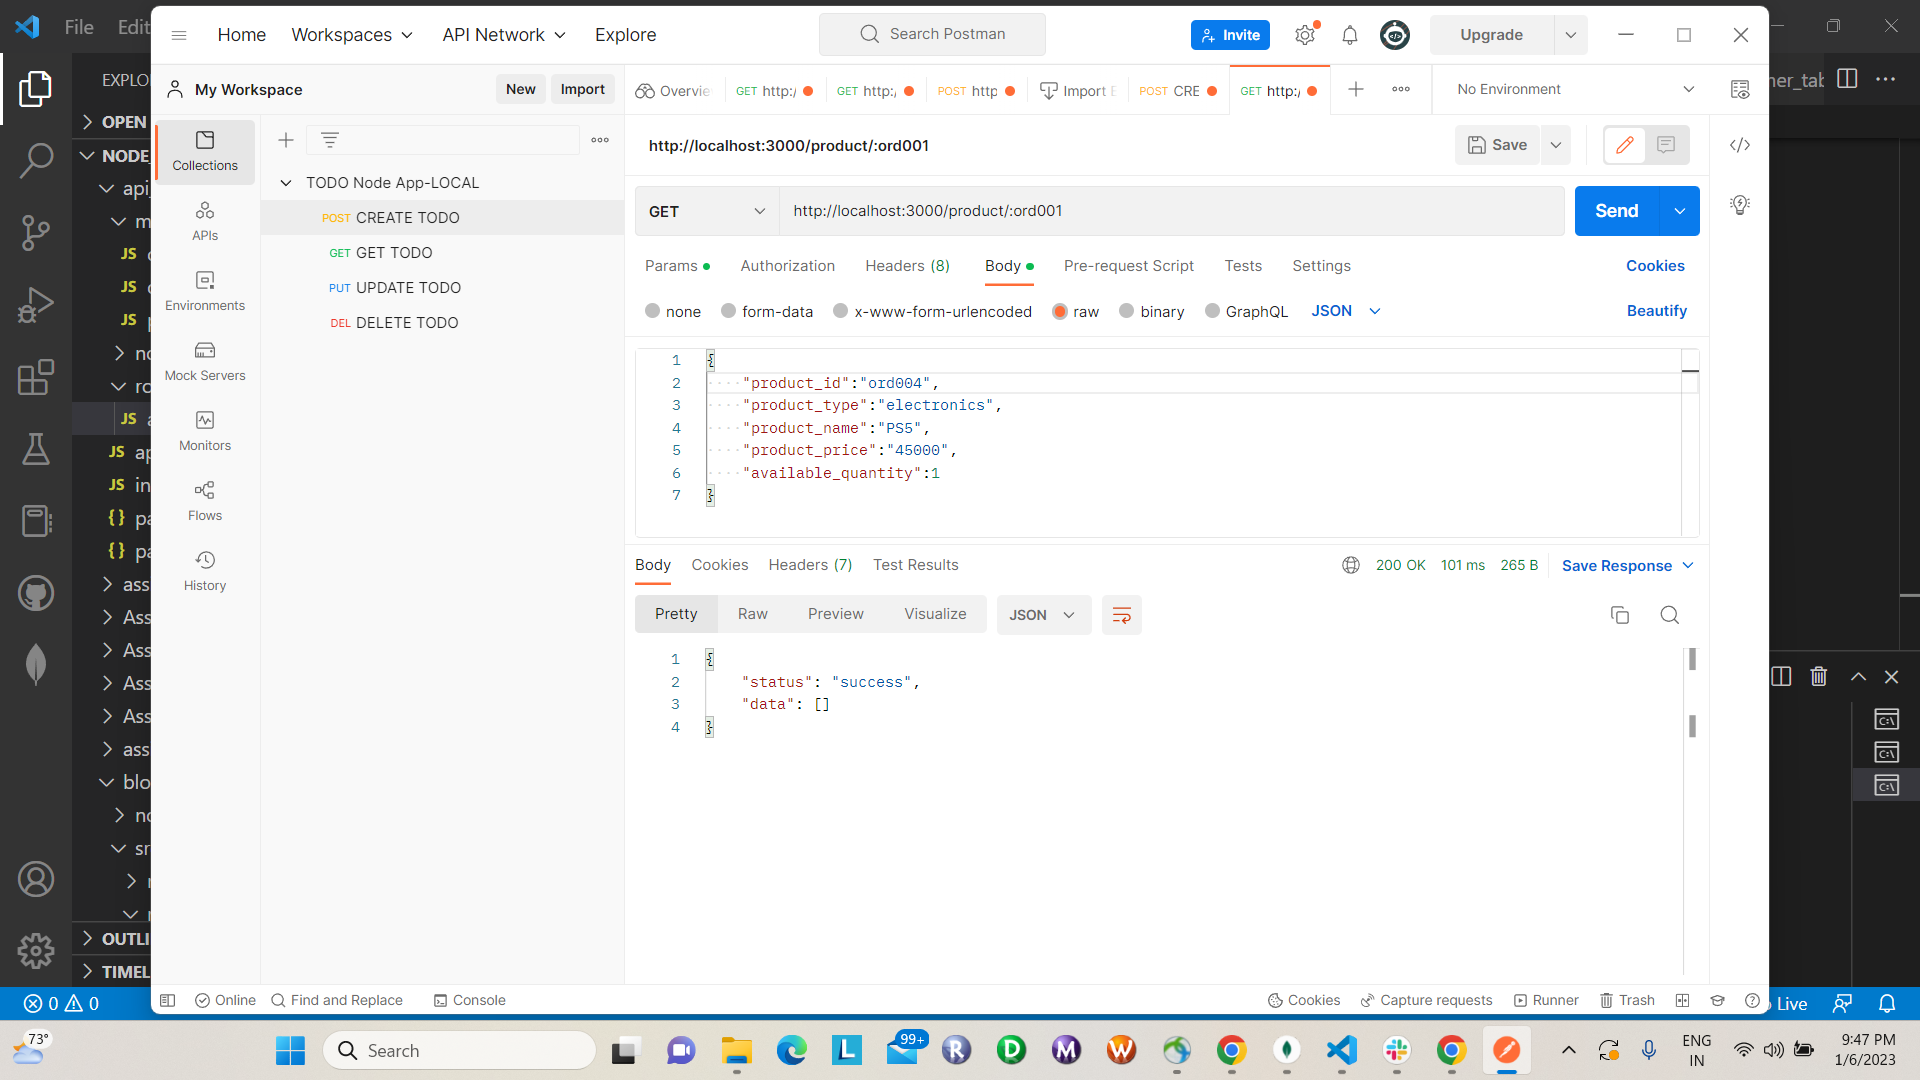 File
Edit
Home
Workspaces
API Network
Explore
Search Postman
Invite
Upgrade
EXPLO
My Workspace
New
Import
Overvie
GET http:/
GET http:/
POST http
Import E
POST CRE
GET http:/
No Environment
ner_tab
OPEN
NODE_
Collections
APIs
Environments
Mock Servers
Monitors
Flows
History
TODO Node App-LOCAL
POST CREATE TODO
GET GET TODO
PUT UPDATE TODO
DEL DELETE TODO
http://localhost:3000/product/:ord001
Save
GET
http://localhost:3000/product/:ord001
Send
Params
Authorization
Headers (8)
Body
Pre-request Script
Tests
Settings
Cookies
none
form-data
x-www-form-urlencoded
raw
binary
GraphQL
JSON
Beautify
1 {
2 "product_id":"ord004",
3 "product_type":"electronics",
4 "product_name":"PS5",
5 "product_price":"45000",
6 "available_quantity":1
7 }
Body
Cookies
Headers (7)
Test Results
200 OK
101 ms
265 B
Save Response
Pretty
Raw
Preview
Visualize
JSON
1 {
2 "status": "success",
3 "data": []
4 }
api_
m
JS
JS
JS
no
ro
JS a
JS ap
JS in
{} pa
{} pa
ass
Ass
Ass
Ass
Ass
ass
blo
no
sr
OUTLI
TIMEL
0
0
Online
Find and Replace
Console
Cookies
Capture requests
Runner
Trash
Live
73°
Search
L
99+
R
D
M
W
ENG
IN
9:47 PM
1/6/2023